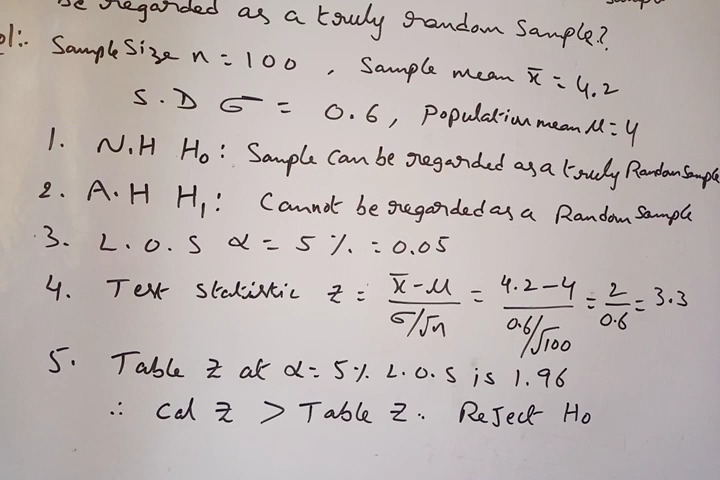 be regarded as a truly random sample?
Sol:. Sample Size n = 100 , Sample mean x̄ = 4.2
S.D σ = 0.6, Population mean μ = 4
1. N.H H₀: Sample can be regarded as a truly Random Sample
2. A.H H₁: Cannot be regarded as a Random Sample
3. L.O.S α = 5 % . = 0.05
4. Test statistic z = (x̄ - μ)/(σ/√n) = (4.2 - 4)/(0.6/√100) = 2/0.6 = 3.3
5. Table z at α = 5 % L.O.S is 1.96
∴ Cal z > Table z. Reject H₀